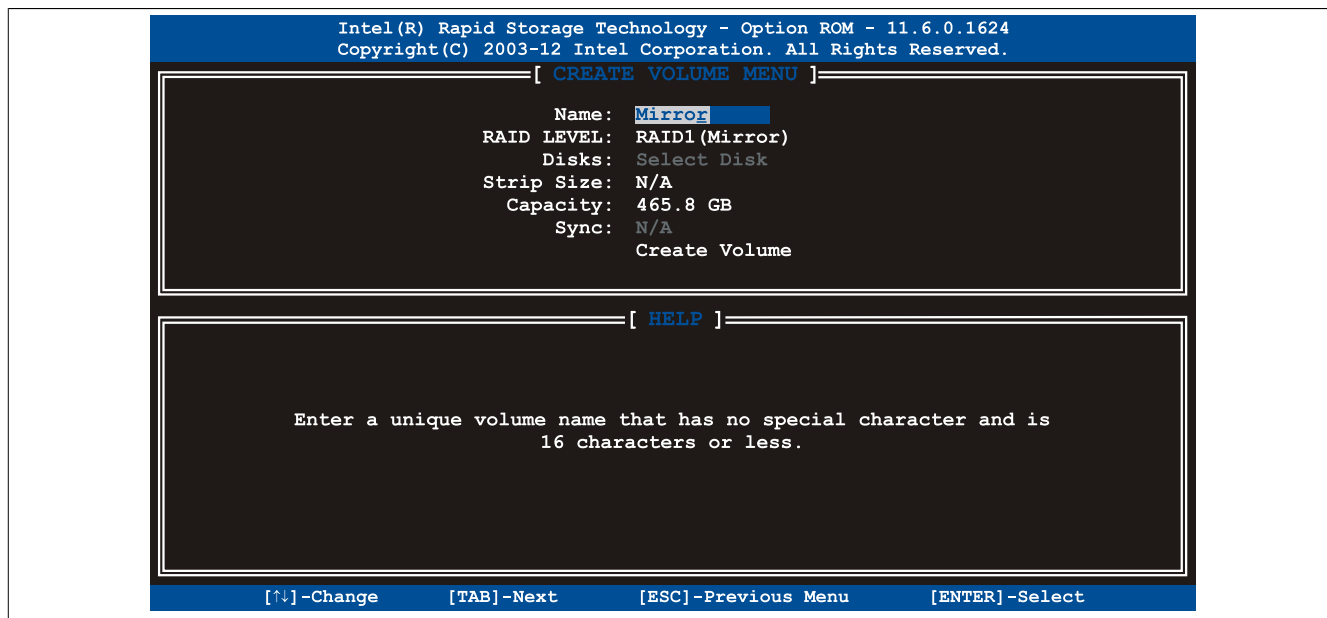 Intel(R) Rapid Storage Technology - Option ROM - 11.6.0.1624
Copyright(C) 2003-12 Intel Corporation. All Rights Reserved.
[ CREATE VOLUME MENU ]
Name: Mirror
RAID LEVEL: RAID1(Mirror)
Disks: Select Disk
Strip Size: N/A
Capacity: 465.8 GB
Sync: N/A
Create Volume
[ HELP ]
Enter a unique volume name that has no special character and is
16 characters or less.
[↑↓]-Change [TAB]-Next [ESC]-Previous Menu [ENTER]-Select